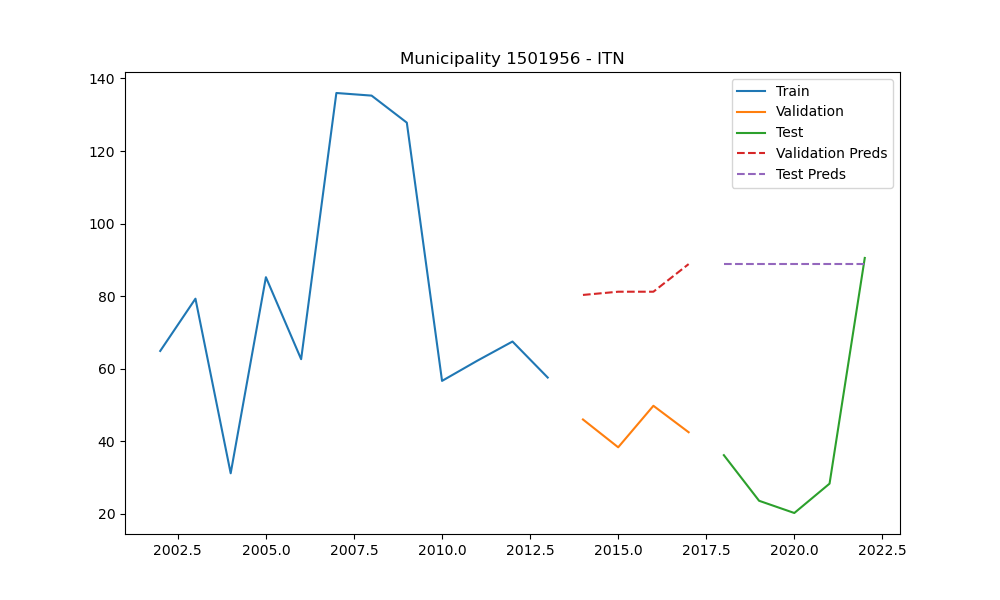 Municipality 1501956 - ITN
140
120
100
80
60
40
20
Train
Validation
Test
Validation Preds
Test Preds
2002.5 2005.0 2007.5 2010.0 2012.5 2015.0 2017.5 2020.0 2022.5